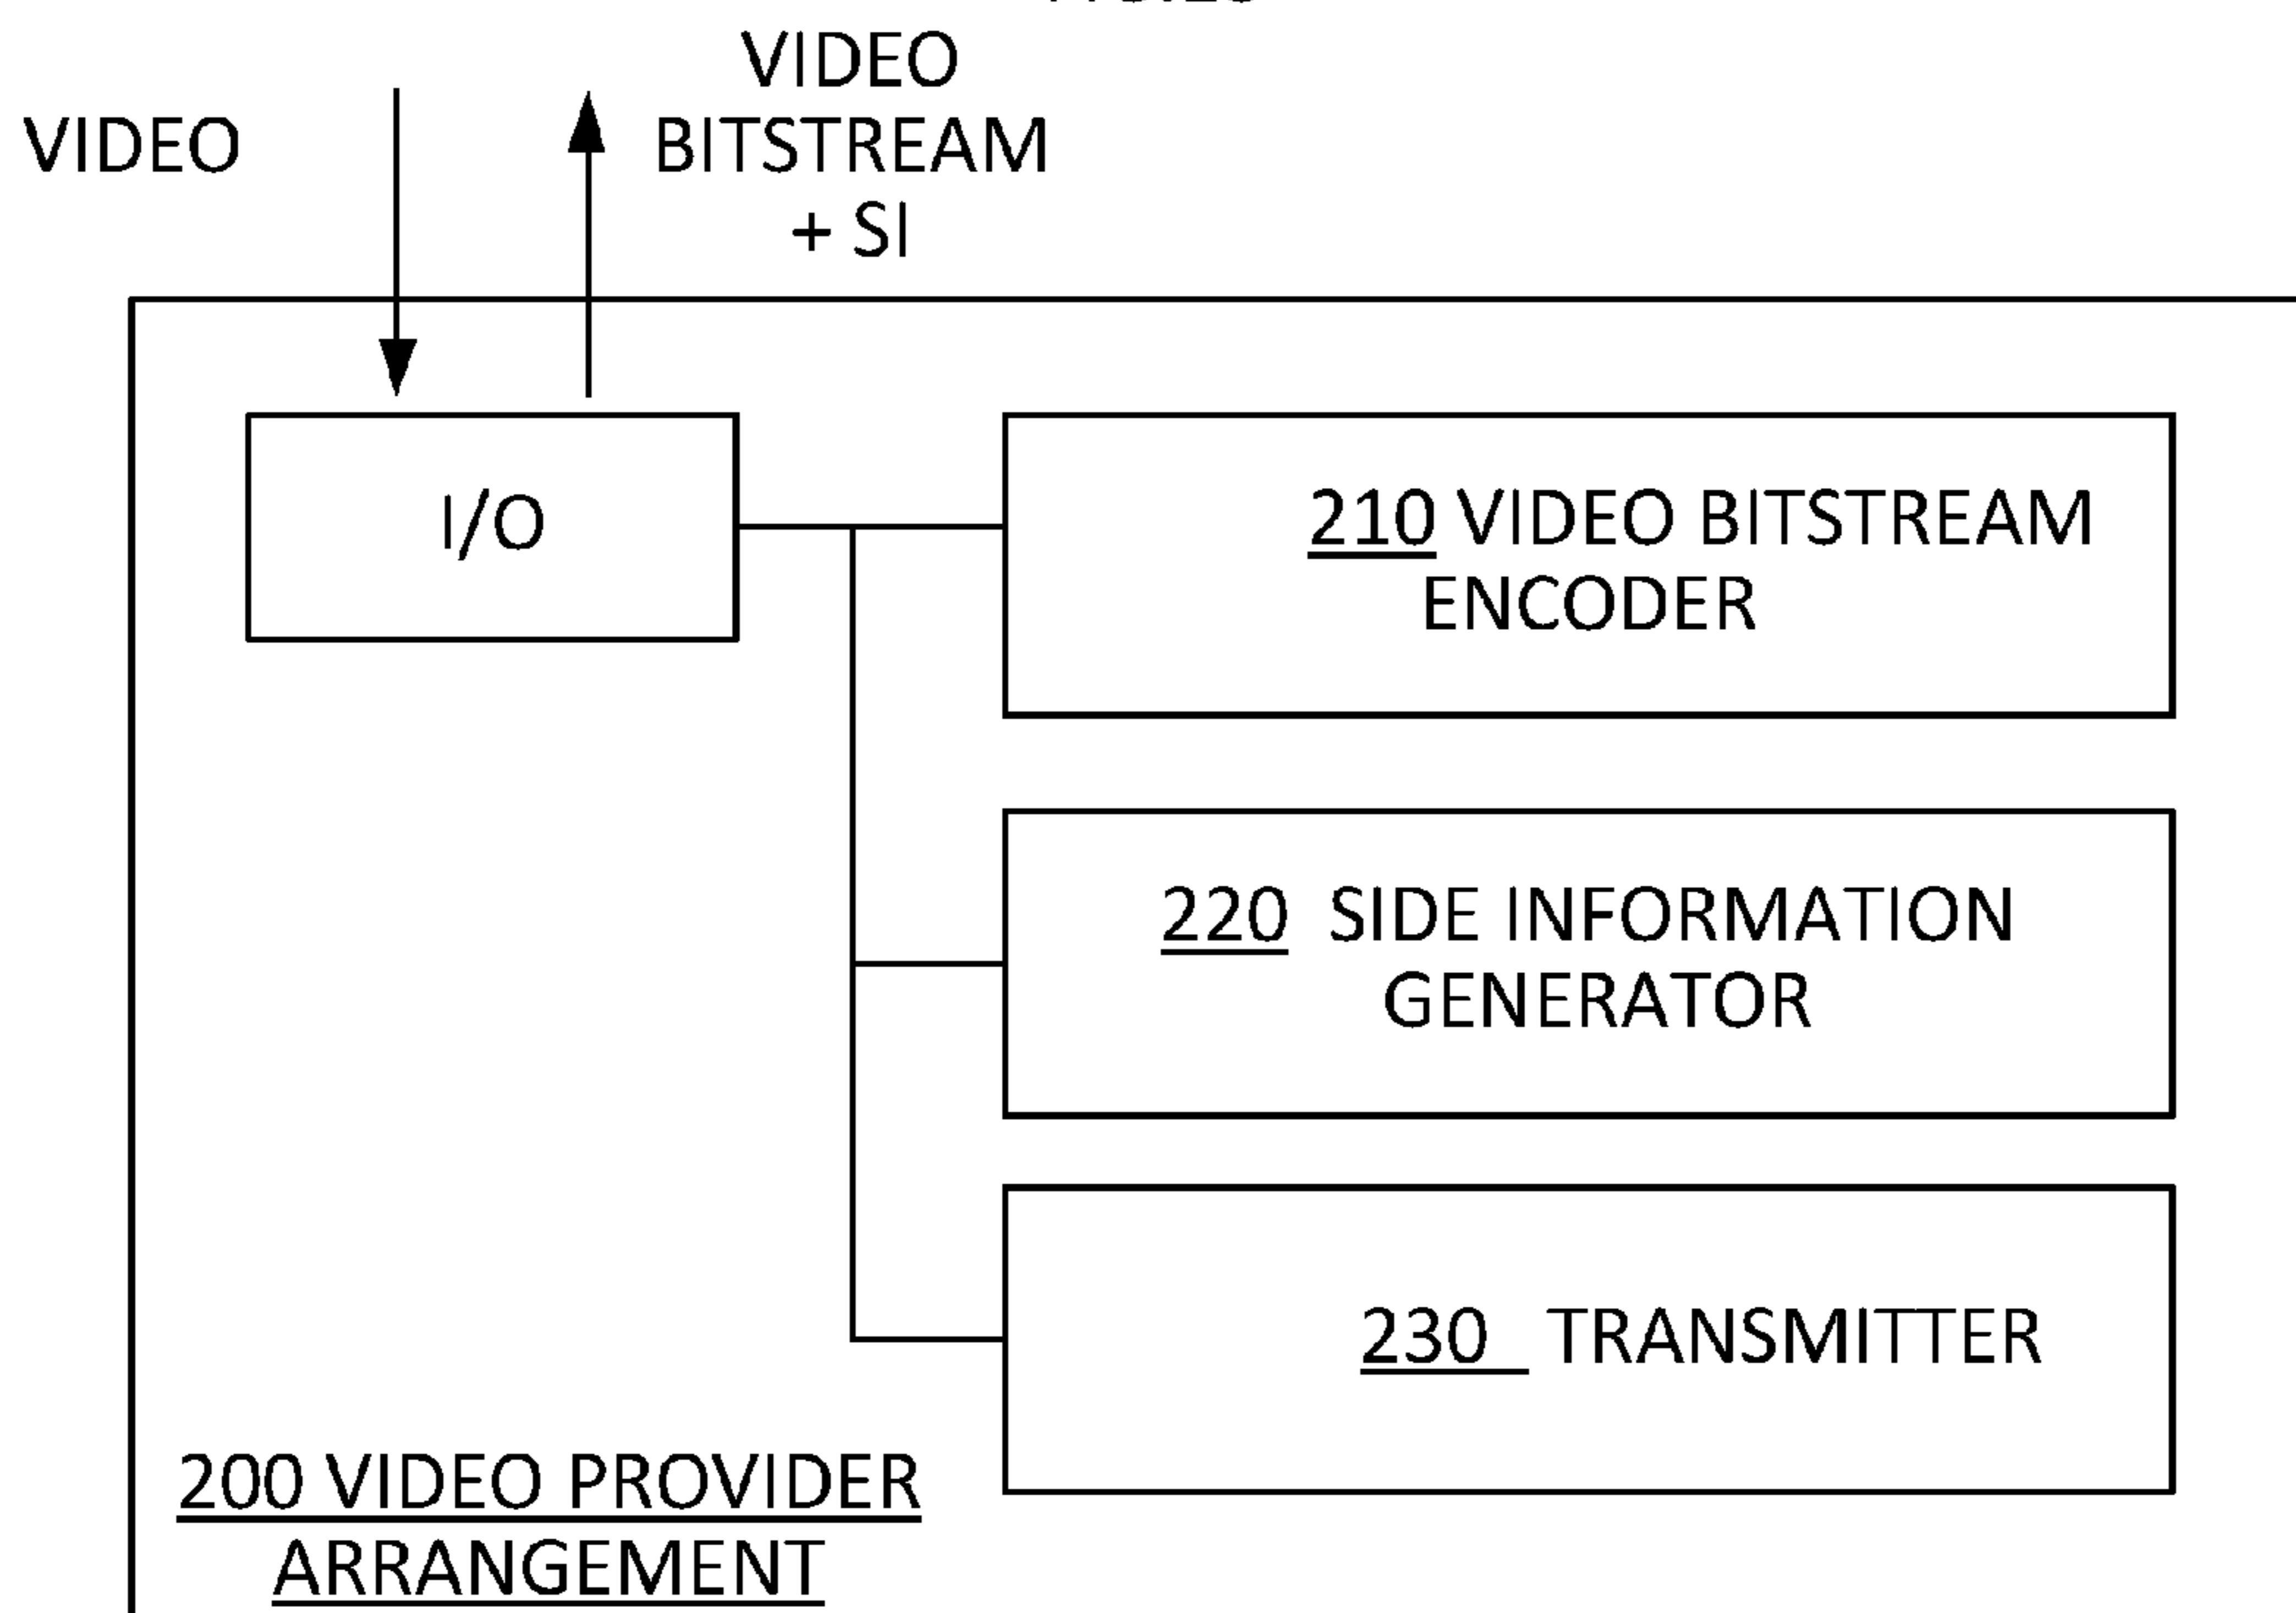 VIDEO
VIDEO
BITSTREAM
+ SI
I/O
210 VIDEO BITSTREAM
ENCODER
220 SIDE INFORMATION
GENERATOR
230 TRANSMITTER
200 VIDEO PROVIDER
ARRANGEMENT